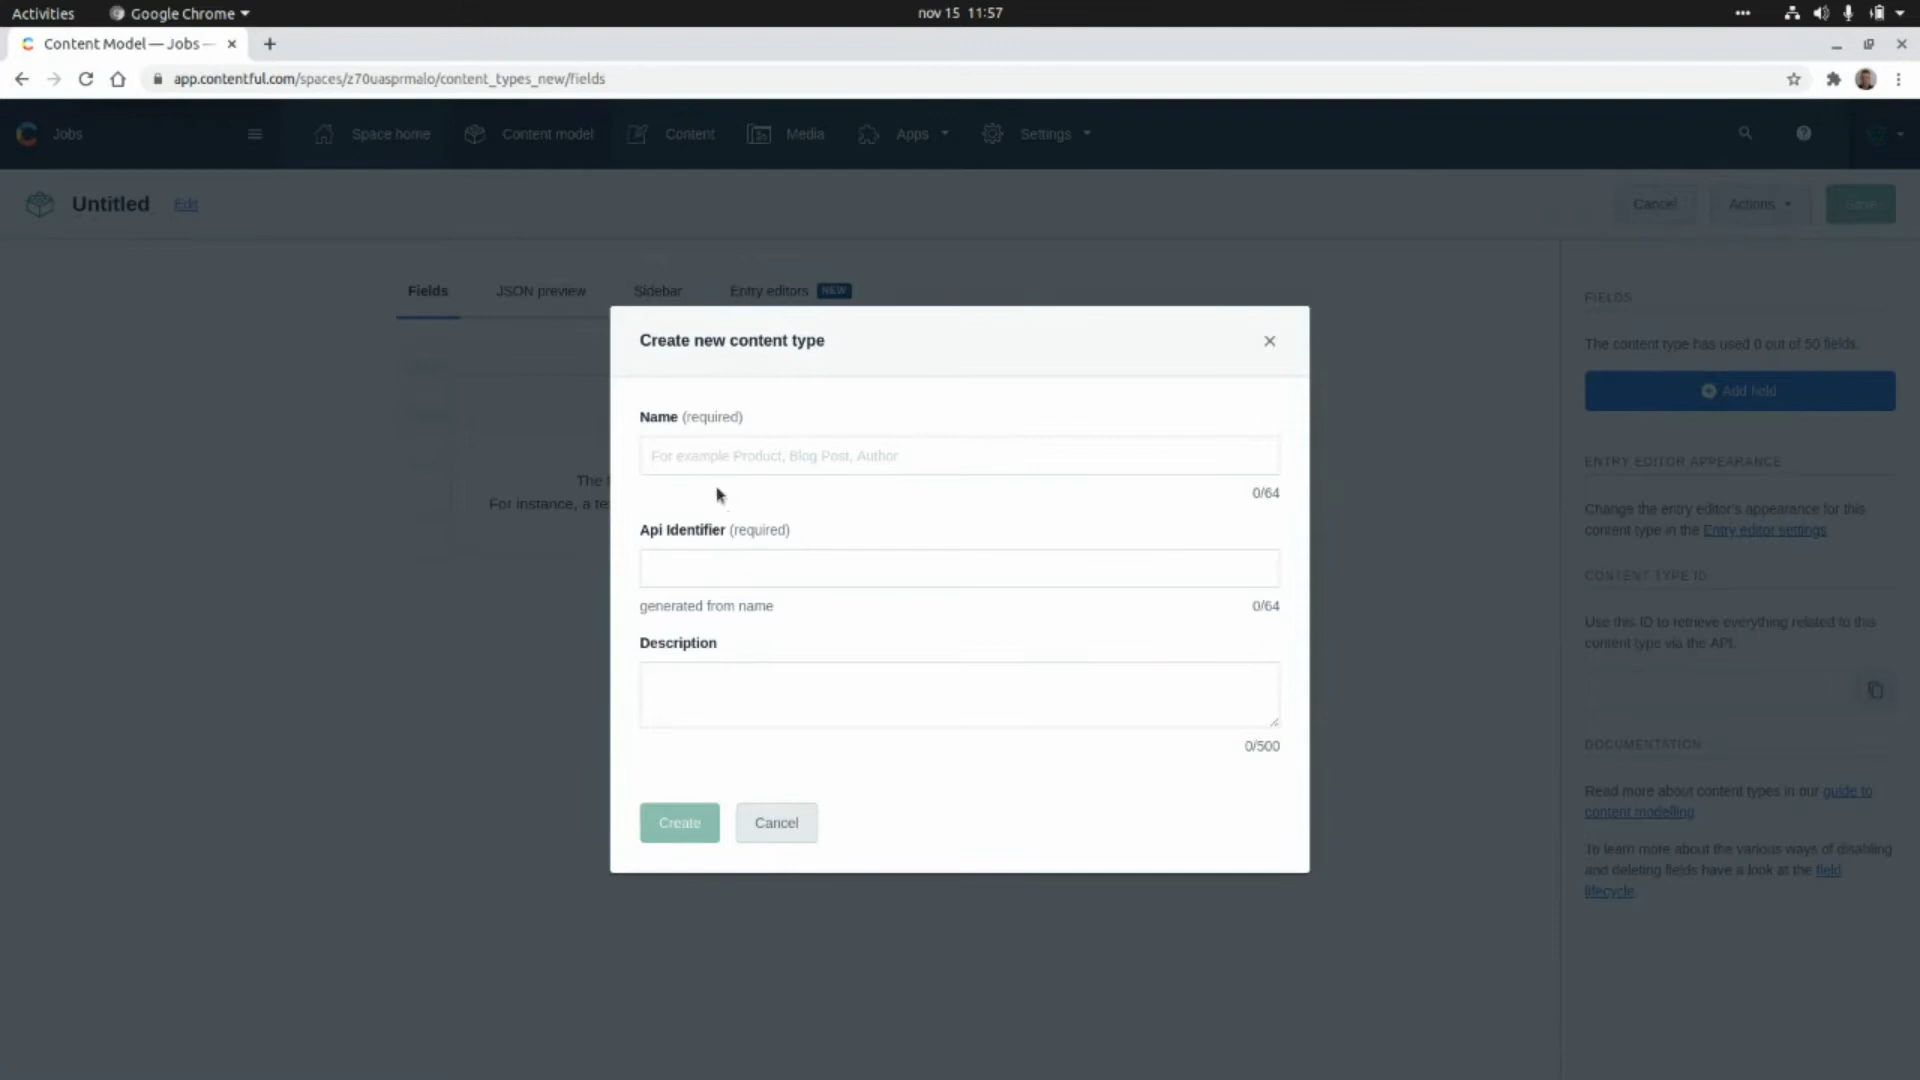 Activities
Google Chrome
nov 15 11:57
Content Model — Jobs —
app.contentful.com/spaces/z70uasprmalo/content_types_new/fields
Jobs
Space home
Content model
Content
Media
Apps
Settings
Untitled
Edit
Cancel
Actions
Save
Fields
JSON preview
Sidebar
Entry editors
NEW
Create new content type
Name (required)
For example Product, Blog Post, Author
0/64
Api Identifier (required)
generated from name
0/64
Description
0/500
Create
Cancel
The
For instance, a te
FIELDS
The content type has used 0 out of 50 fields.
Add field
ENTRY EDITOR APPEARANCE
Change the entry editor's appearance for this
content type in the Entry editor settings
CONTENT TYPE ID
Use this ID to retrieve everything related to this
content type via the API.
DOCUMENTATION
Read more about content types in our guide to
content modelling
To learn more about the various ways of disabling
and deleting fields have a look at the field
lifecycle.